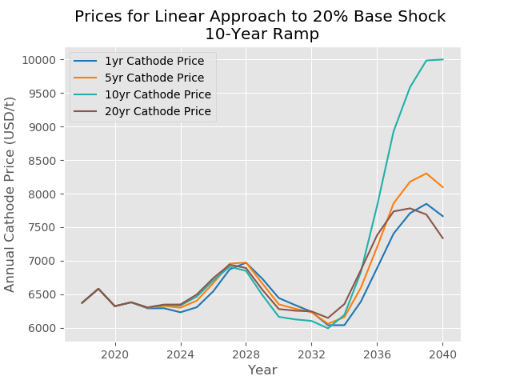 Prices for Linear Approach to 20% Base Shock
10-Year Ramp
1yr Cathode Price
5yr Cathode Price
10yr Cathode Price
20yr Cathode Price
Annual Cathode Price (USD/t)
10000
9500
9000
8500
8000
7500
7000
6500
6000
2020 2024 2028 2032 2036 2040
Year